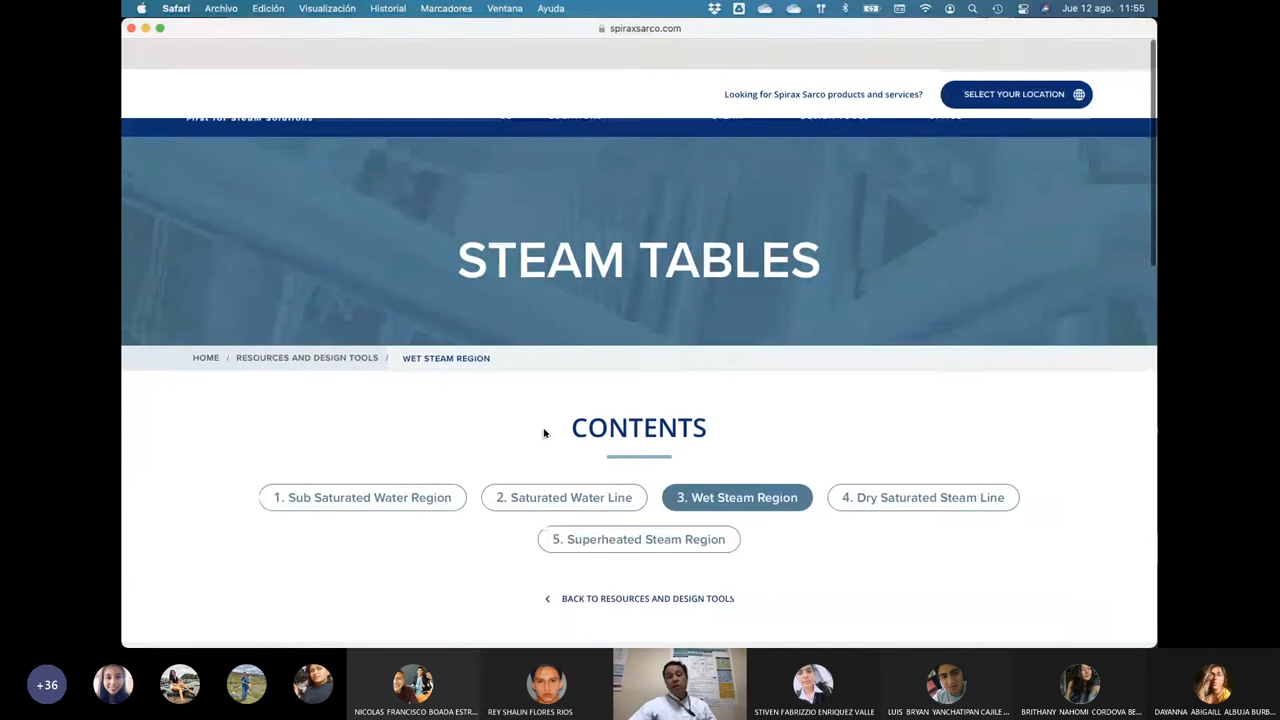 Safari Archivo Edición Visualización Historial Marcadores Ventana Ayuda Jue 12 ago. 11:55
spiraxsarco.com
Looking for Spirax Sarco products and services? SELECT YOUR LOCATION
First for steam solutions
STEAM TABLES
HOME / RESOURCES AND DESIGN TOOLS / WET STEAM REGION
CONTENTS
1. Sub Saturated Water Region 2. Saturated Water Line 3. Wet Steam Region 4. Dry Saturated Steam Line
5. Superheated Steam Region
< BACK TO RESOURCES AND DESIGN TOOLS
+36
NICOLAS FRANCISCO BOADA ESTR... REY SHALIN FLORES RIOS STIVEN FABRIZZIO ENRIQUEZ VALLE LUIS BRYAN YANCHATIPAN CAJILE... BRITHANY NAHOMI CORDOVA BE... DAYANNA ABIGAILL ALBUJA BURB...